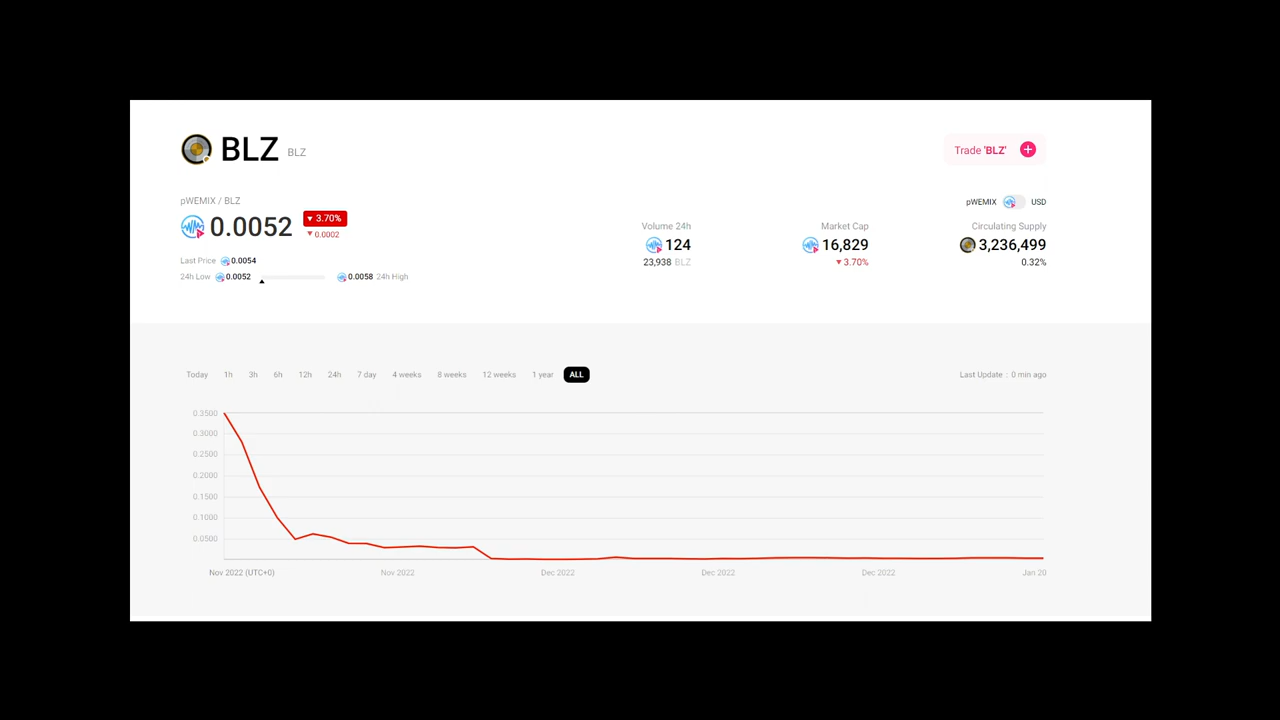 BLZ BLZ
Trade 'BLZ'
pWEMIX / BLZ
pWEMIX USD
0.0052 ▼ 3.70%
▼ 0.0002
Volume 24h Market Cap Circulating Supply
124 16,829 3,236,499
23,938 BLZ ▼ 3.70% 0.32%
Last Price 0.0054
24h Low 0.0052 0.0058 24h High
Today 1h 3h 6h 12h 24h 7 day 4 weeks 8 weeks 12 weeks 1 year ALL Last Update : 0 min ago
0.3500
0.3000
0.2500
0.2000
0.1500
0.1000
0.0500
Nov 2022 (UTC+0) Nov 2022 Dec 2022 Dec 2022 Dec 2022 Jan 20